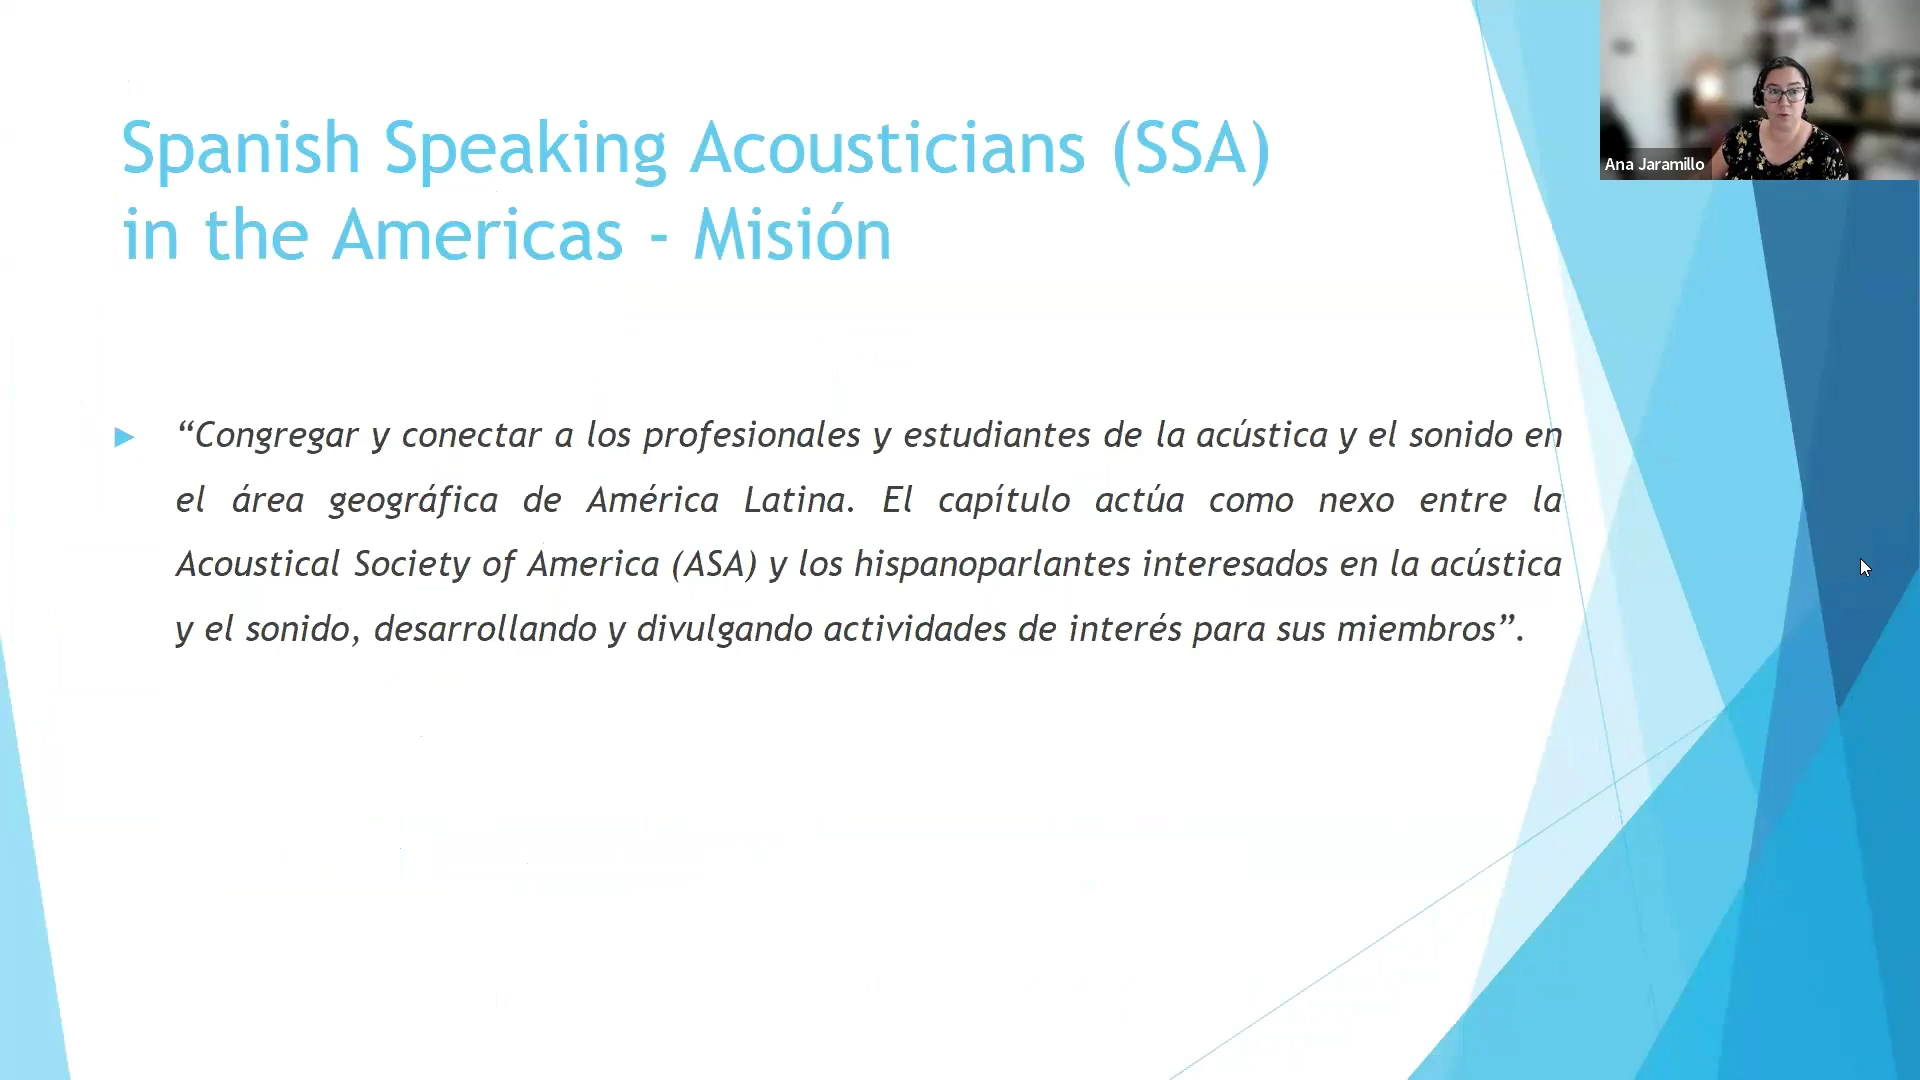 Spanish Speaking Acousticians (SSA)
in the Americas - Misión
Ana Jaramillo
“Congregar y conectar a los profesionales y estudiantes de la acústica y el sonido en
el área geográfica de América Latina. El capítulo actúa como nexo entre la
Acoustical Society of America (ASA) y los hispanoparlantes interesados en la acústica
y el sonido, desarrollando y divulgando actividades de interés para sus miembros”.